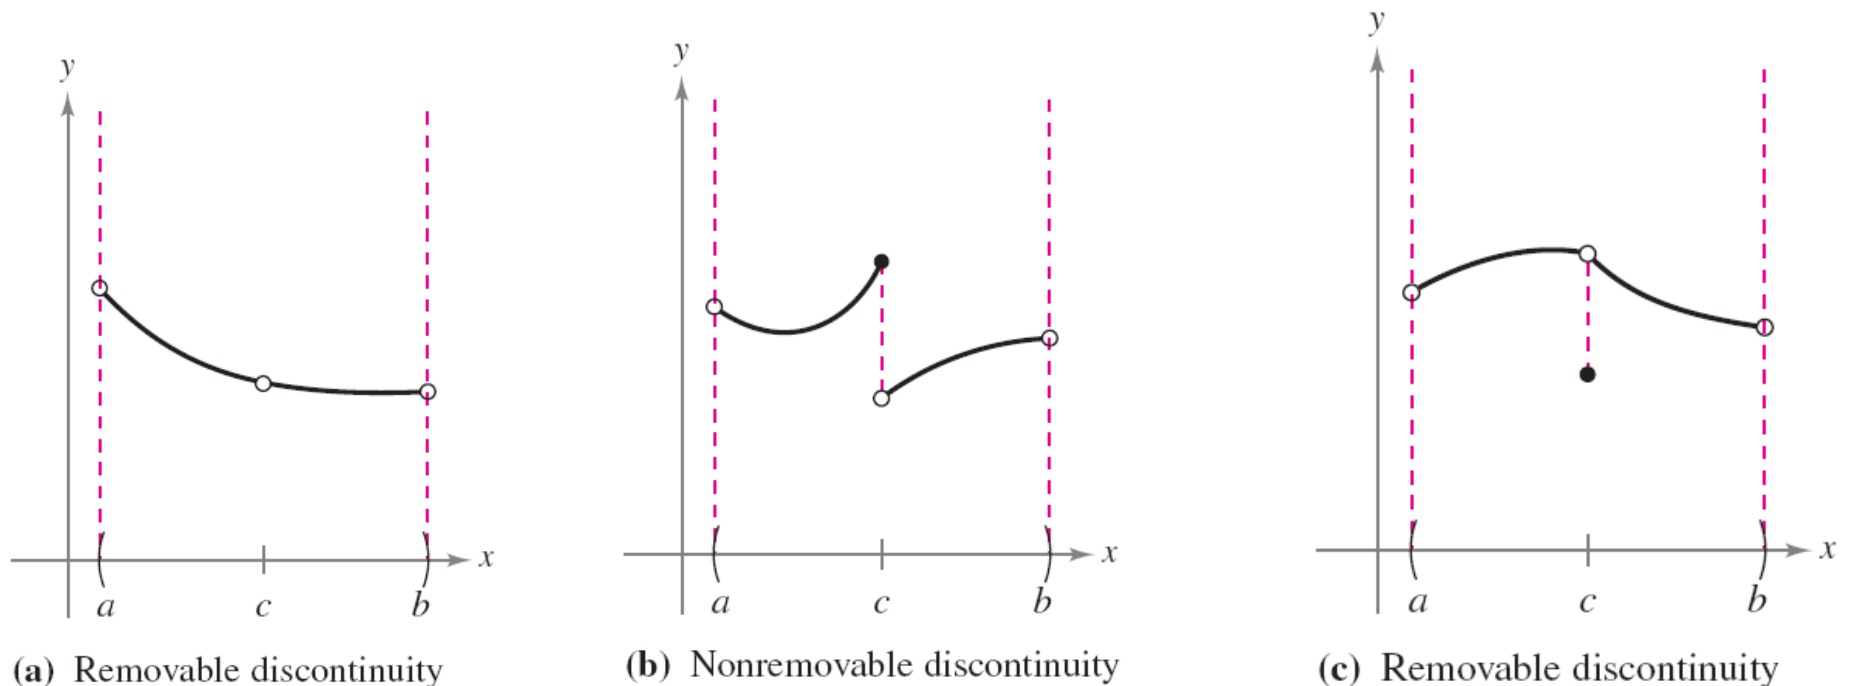 y
x
a c b
(a) Removable discontinuity
y
x
a c b
(b) Nonremovable discontinuity
y
x
a c b
(c) Removable discontinuity